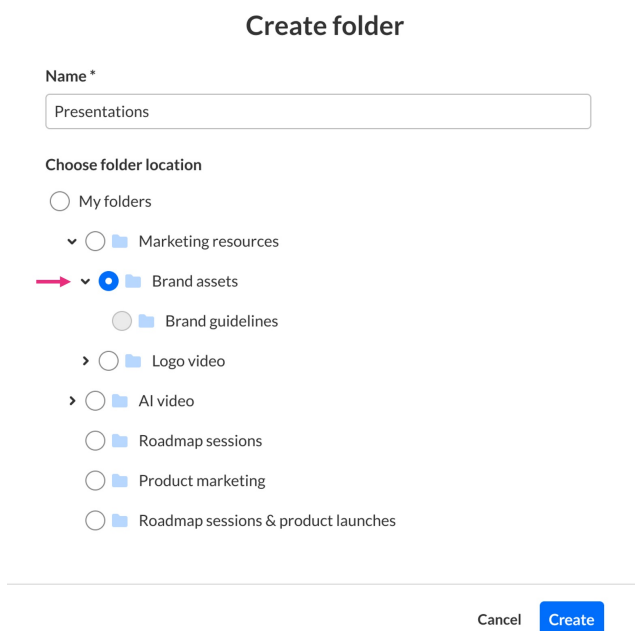 Create folder
Name *
Presentations
Choose folder location
My folders
Marketing resources
Brand assets
Brand guidelines
Logo video
AI video
Roadmap sessions
Product marketing
Roadmap sessions & product launches
Cancel
Create